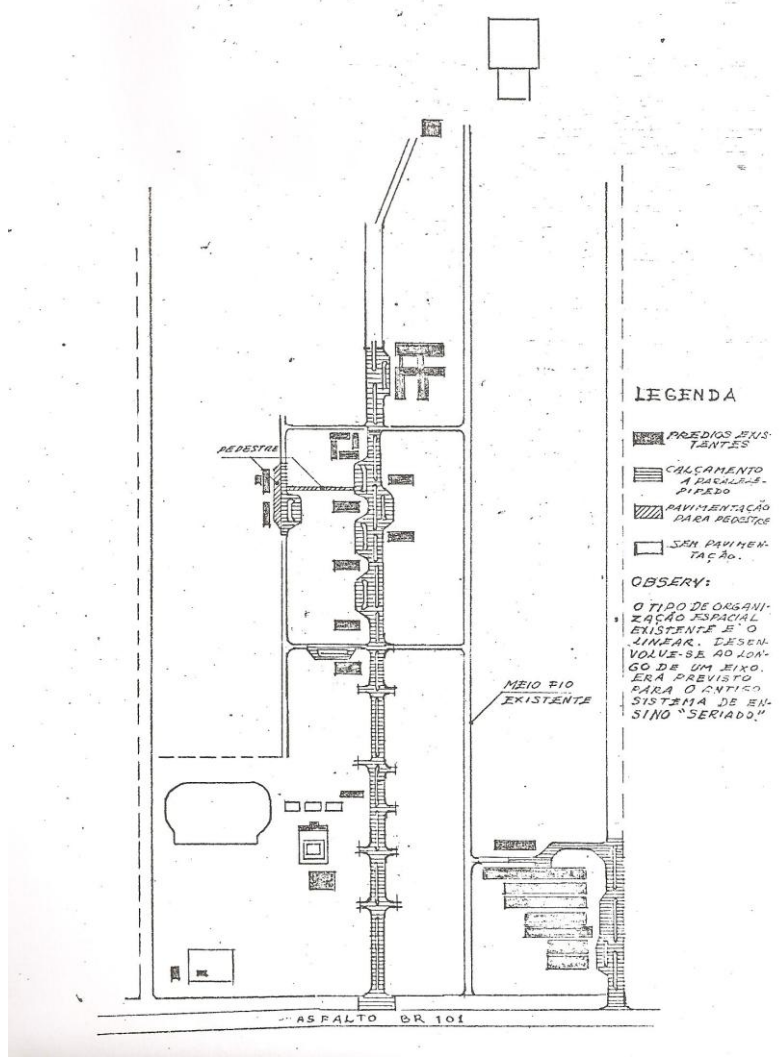 PEDESTRE
MEIO FIO
EXISTENTE
LEGENDA
PREDIOS EXIS-
TENTES
CALÇAMENTO
A PARALELE-
PIPEDO
PAVIMENTAÇÃO
PARA PEDESTRE
SEM PAVIMEN-
TAÇÃO.
OBSERV:
O TIPO DE ORGANI-
ZAÇÃO ESPACIAL
EXISTENTE E' O
LINEAR. DESEN-
VOLVE-SE AO LON-
GO DE UM EIXO.
ERA PREVISTO
PARA O ANTIGO
SISTEMA DE EN-
SINO "SERIADO."
ASFALTO BR 101